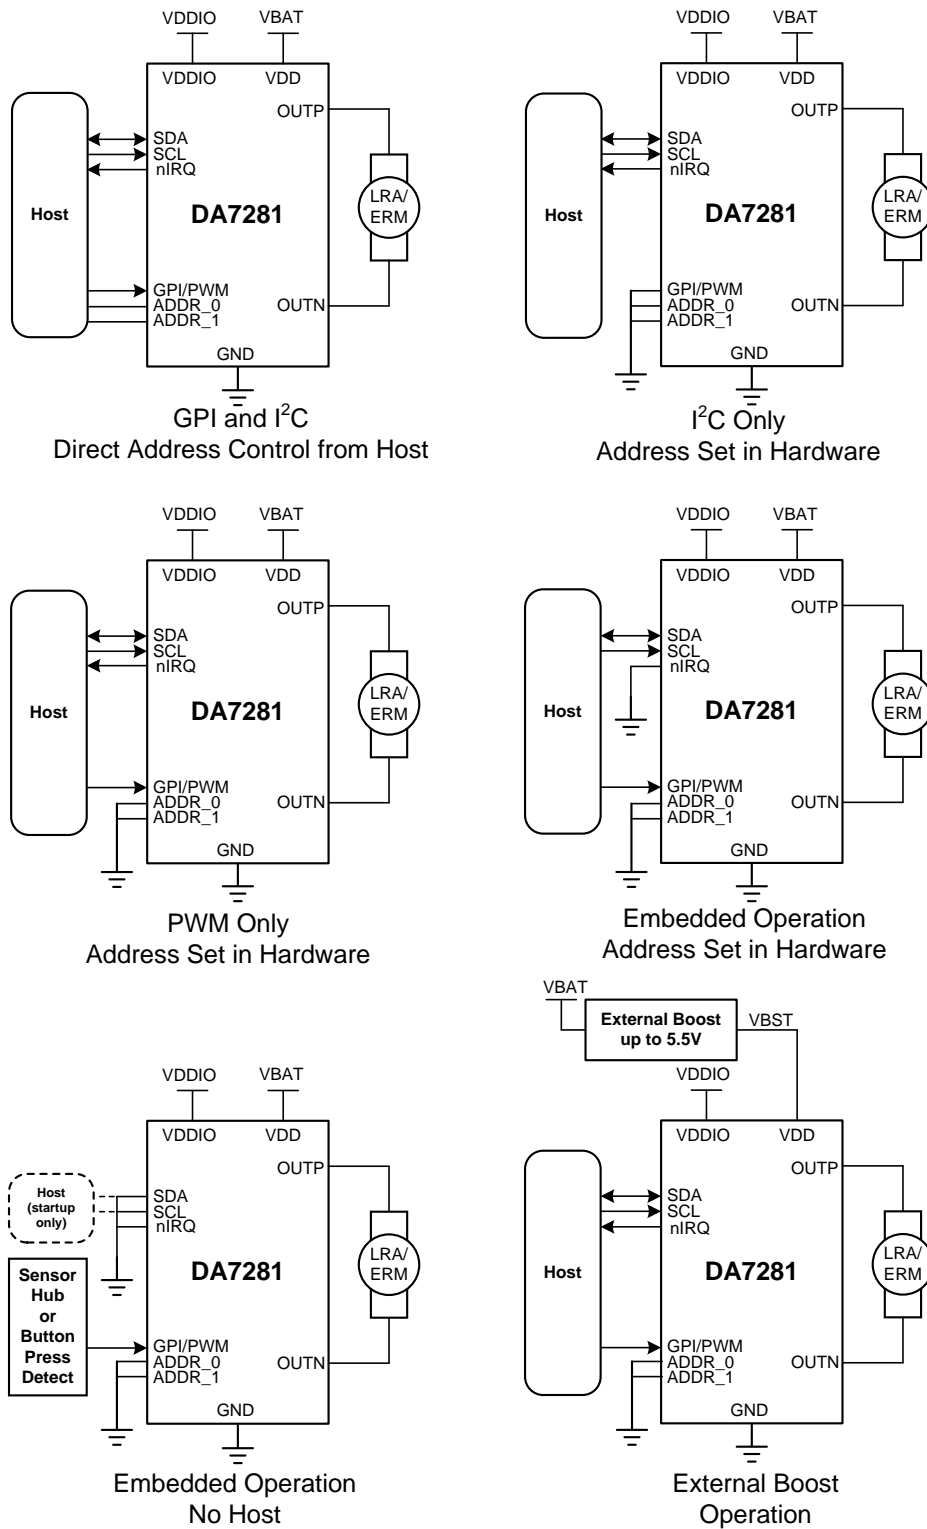 VDDIO
VBAT
VDDIO
VDD
OUTP
SDA
SCL
nIRQ
Host
DA7281
LRA/
ERM
GPI/PWM
ADDR_0
ADDR_1
OUTN
GND
GPI and I²C
Direct Address Control from Host
VDDIO
VBAT
VDDIO
VDD
OUTP
SDA
SCL
nIRQ
Host
DA7281
LRA/
ERM
GPI/PWM
ADDR_0
ADDR_1
OUTN
GND
I²C Only
Address Set in Hardware
VDDIO
VBAT
VDDIO
VDD
OUTP
SDA
SCL
nIRQ
Host
DA7281
LRA/
ERM
GPI/PWM
ADDR_0
ADDR_1
OUTN
GND
PWM Only
Address Set in Hardware
VDDIO
VBAT
VDDIO
VDD
OUTP
SDA
SCL
nIRQ
Host
DA7281
LRA/
ERM
GPI/PWM
ADDR_0
ADDR_1
OUTN
GND
Embedded Operation
Address Set in Hardware
VDDIO
VBAT
VDDIO
VDD
OUTP
Host
(startup
only)
SDA
SCL
nIRQ
DA7281
LRA/
ERM
Sensor
Hub
or
Button
Press
Detect
GPI/PWM
ADDR_0
ADDR_1
OUTN
GND
Embedded Operation
No Host
VBAT
External Boost
up to 5.5V
VBST
VDDIO
VDDIO
VDD
OUTP
SDA
SCL
nIRQ
Host
DA7281
LRA/
ERM
GPI/PWM
ADDR_0
ADDR_1
OUTN
GND
External Boost
Operation